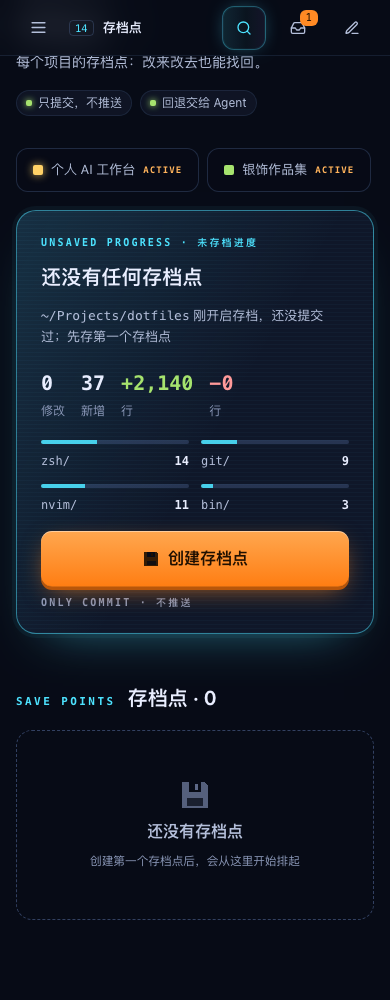 14 存档点
1
每个项目的存档点：改来改去也能找回。
只提交，不推送
回退交给 Agent
个人 AI 工作台 ACTIVE
银饰作品集 ACTIVE
UNSAVED PROGRESS · 未存档进度
还没有任何存档点
~/Projects/dotfiles 刚开启存档，还没提交
过；先存第一个存档点
0 37 +2,140 −0
修改 新增 行 行
zsh/ 14 git/ 9
nvim/ 11 bin/ 3
创建存档点
ONLY COMMIT · 不推送
SAVE POINTS 存档点 · 0
还没有存档点
创建第一个存档点后，会从这里开始排起